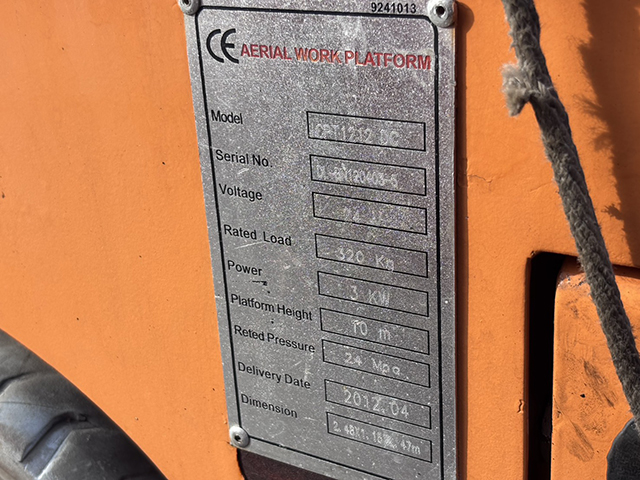 9241013
CE AERIAL WORK PLATFORM
Model DC
Serial No.
Voltage
Rated Load 320 Kg
Power 3 KW
Platform Height 10 m
Reted Pressure 24 Mpa
Delivery Date 2012.04
Dimension